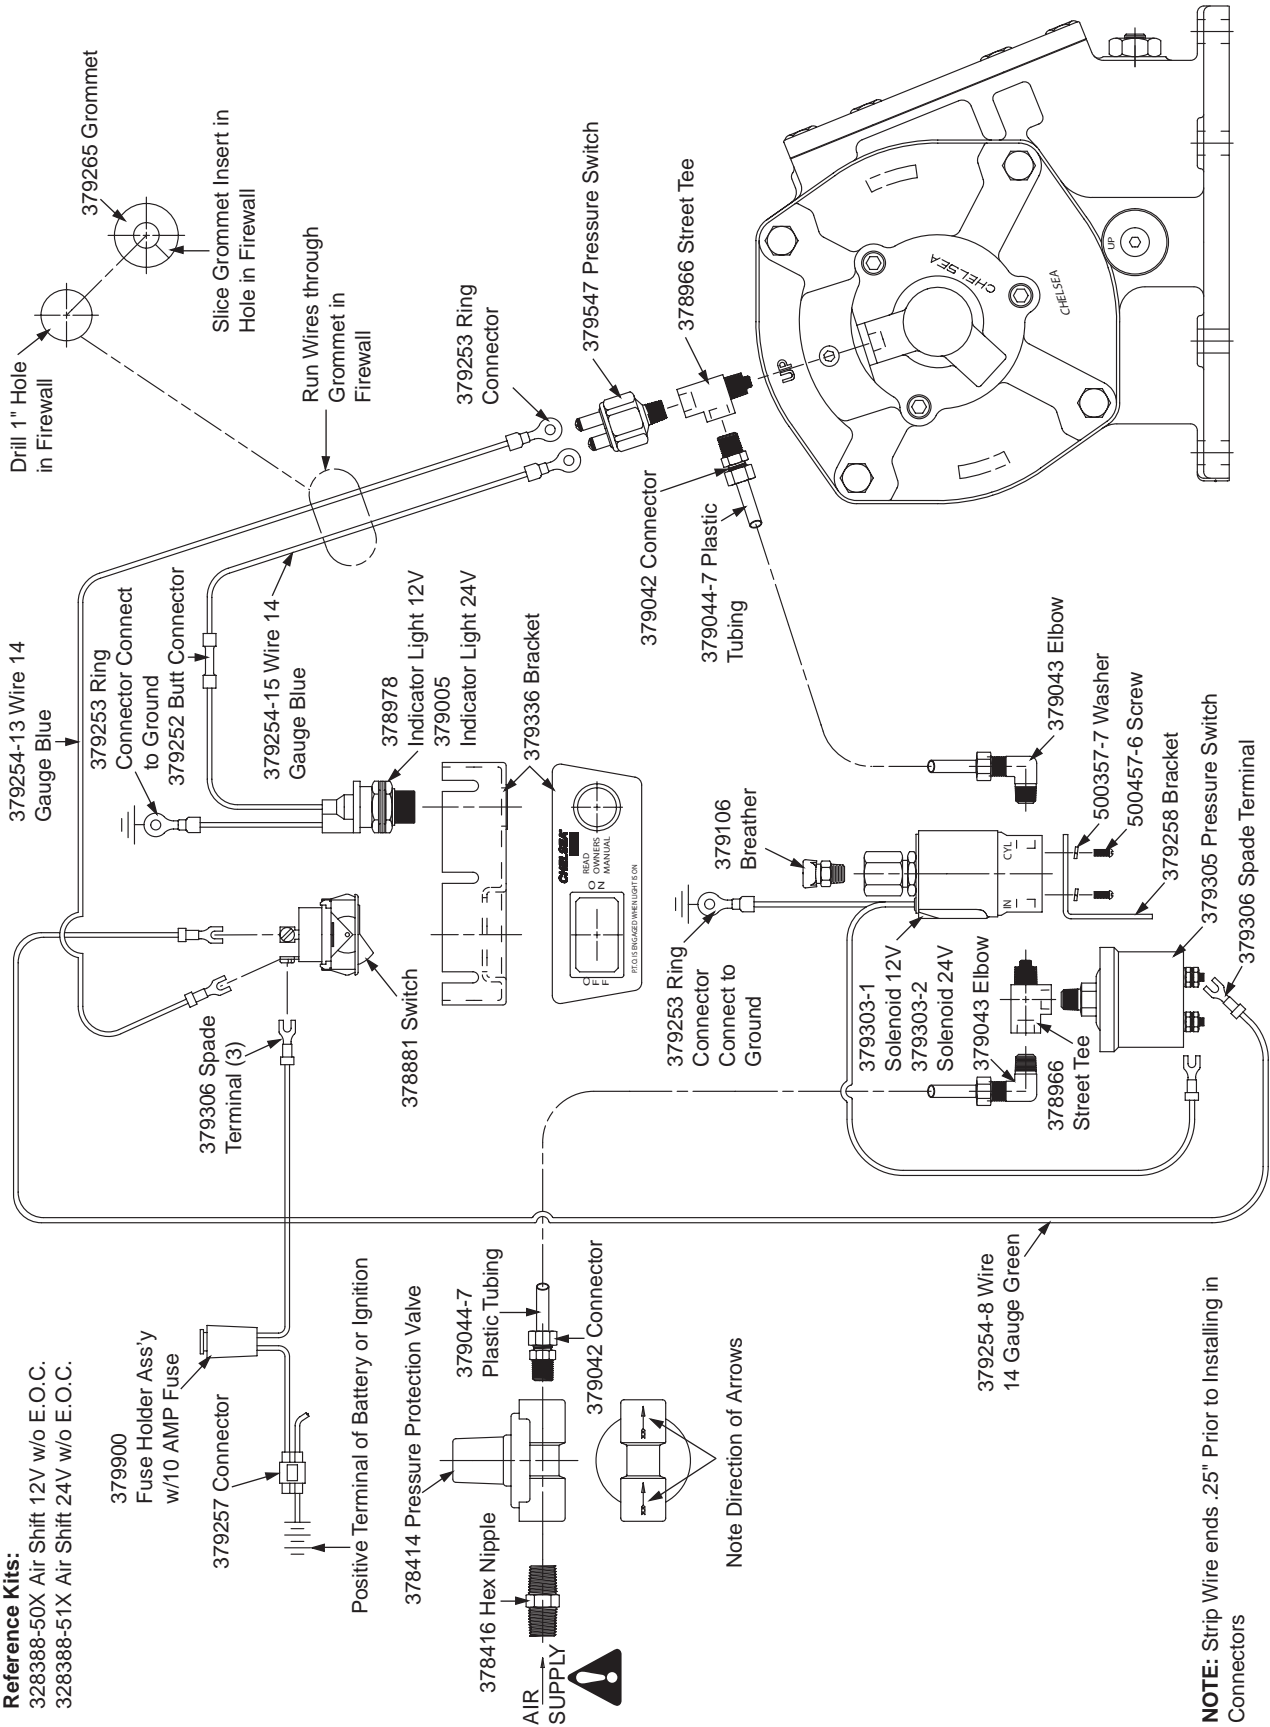 Reference Kits:
328388-50X Air Shift 12V w/o E.O.C.
328388-51X Air Shift 24V w/o E.O.C.
379900
Fuse Holder Ass'y
w/10 AMP Fuse
379257 Connector
Positive Terminal of Battery or Ignition
378414 Pressure Protection Valve
378416 Hex Nipple
AIR
SUPPLY
379044-7
Plastic Tubing
379042 Connector
Note Direction of Arrows
379254-8 Wire
14 Gauge Green
NOTE: Strip Wire ends .25" Prior to Installing in
Connectors
379254-13 Wire 14
Gauge Blue
379253 Ring
Connector Connect
to Ground
379252 Butt Connector
379254-15 Wire 14
Gauge Blue
379306 Spade
Terminal (3)
378881 Switch
378978
Indicator Light 12V
379005
Indicator Light 24V
379336 Bracket
CHELSEA
READ
OWNERS
MANUAL
ON
OFF
P.T.O. IS ENGAGED WHEN LIGHT IS ON
379106
Breather
379253 Ring
Connector
Connect to
Ground
379303-1
Solenoid 12V
379303-2
Solenoid 24V
379043 Elbow
378966
Street Tee
IN
CYL
379043 Elbow
500357-7 Washer
500457-6 Screw
379258 Bracket
379305 Pressure Switch
379306 Spade Terminal
Drill 1" Hole
in Firewall
379265 Grommet
Slice Grommet Insert in
Hole in Firewall
Run Wires through
Grommet in
Firewall
379253 Ring
Connector
379547 Pressure Switch
378966 Street Tee
379042 Connector
379044-7 Plastic
Tubing
UP
CHELSEA
CHELSEA
UP